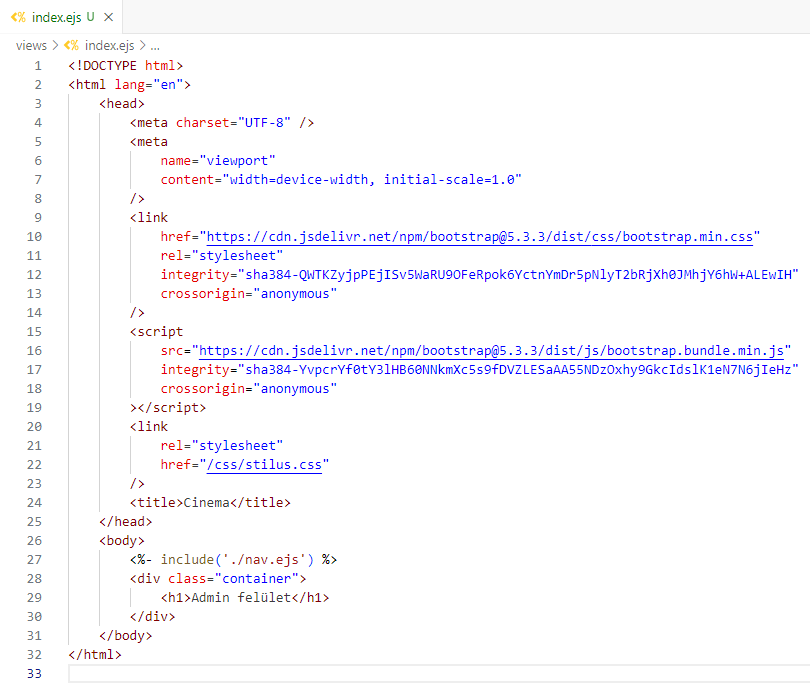 index.ejs U ×
views > index.ejs > ...
1 <!DOCTYPE html>
2 <html lang="en">
3 <head>
4 <meta charset="UTF-8" />
5 <meta
6 name="viewport"
7 content="width=device-width, initial-scale=1.0"
8 />
9 <link
10 href="https://cdn.jsdelivr.net/npm/bootstrap@5.3.3/dist/css/bootstrap.min.css"
11 rel="stylesheet"
12 integrity="sha384-QWTKZyjpPEjISv5WaRU9OFeRpok6YctnYmDr5pNlyT2bRjXh0JMhjY6hW+ALEwIH"
13 crossorigin="anonymous"
14 />
15 <script
16 src="https://cdn.jsdelivr.net/npm/bootstrap@5.3.3/dist/js/bootstrap.bundle.min.js"
17 integrity="sha384-YvpcrYf0tY3lHB60NNkmXc5s9fDVZLESaAA55NDzOxhy9GkcIdslK1eN7N6jIeHz"
18 crossorigin="anonymous"
19 ></script>
20 <link
21 rel="stylesheet"
22 href="/css/stilus.css"
23 />
24 <title>Cinema</title>
25 </head>
26 <body>
27 <%- include('./nav.ejs') %>
28 <div class="container">
29 <h1>Admin felület</h1>
30 </div>
31 </body>
32 </html>
33